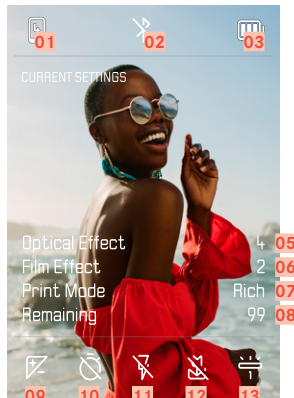 01 02 03
CURRENT SETTINGS
Optical Effect 4 05
Film Effect 2 06
Print Mode Rich 07
Remaining 99 08
09 10 11 12 13